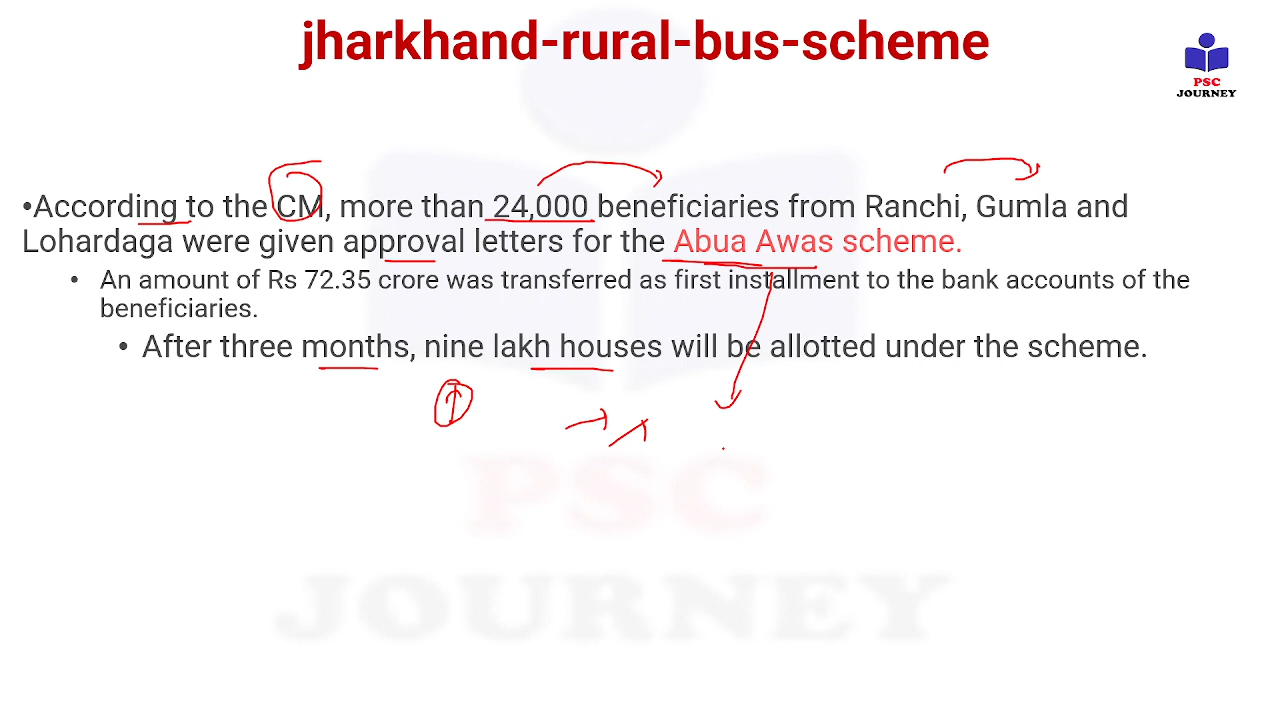 jharkhand-rural-bus-scheme
PSC
JOURNEY
•According to the CM, more than 24,000 beneficiaries from Ranchi, Gumla and
Lohardaga were given approval letters for the Abua Awas scheme.
• An amount of Rs 72.35 crore was transferred as first installment to the bank accounts of the
beneficiaries.
• After three months, nine lakh houses will be allotted under the scheme.
PSC
JOURNEY